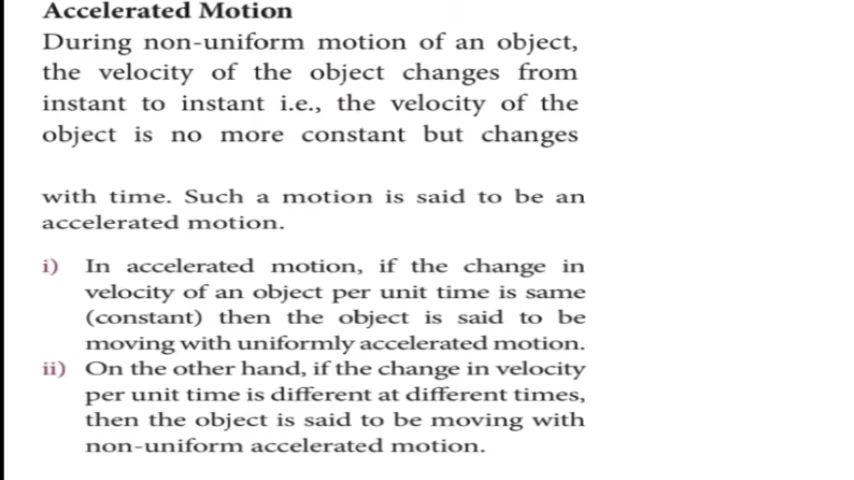 Accelerated Motion
During non-uniform motion of an object,
the velocity of the object changes from
instant to instant i.e., the velocity of the
object is no more constant but changes
with time. Such a motion is said to be an
accelerated motion.
i) In accelerated motion, if the change in
velocity of an object per unit time is same
(constant) then the object is said to be
moving with uniformly accelerated motion.
ii) On the other hand, if the change in velocity
per unit time is different at different times,
then the object is said to be moving with
non-uniform accelerated motion.